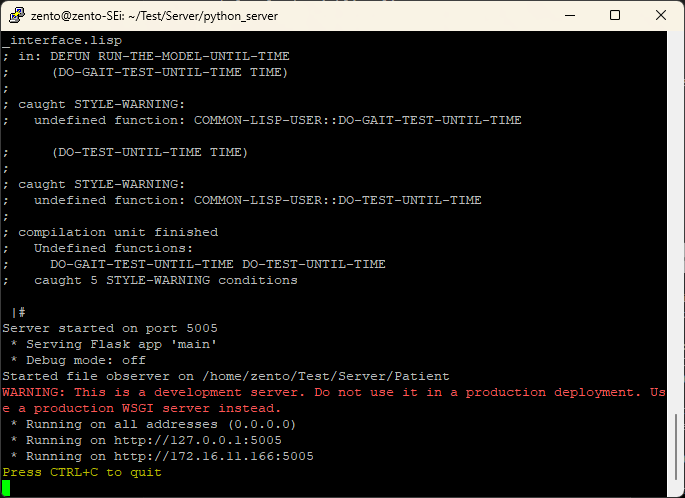 zento@zento-SEi: ~/Test/Server/python_server
_interface.lisp
; in: DEFUN RUN-THE-MODEL-UNTIL-TIME
;     (DO-GAIT-TEST-UNTIL-TIME TIME)
;
; caught STYLE-WARNING:
;   undefined function: COMMON-LISP-USER::DO-GAIT-TEST-UNTIL-TIME

;     (DO-TEST-UNTIL-TIME TIME)
;
; caught STYLE-WARNING:
;   undefined function: COMMON-LISP-USER::DO-TEST-UNTIL-TIME
;
; compilation unit finished
;   Undefined functions:
;     DO-GAIT-TEST-UNTIL-TIME DO-TEST-UNTIL-TIME
;   caught 5 STYLE-WARNING conditions

 |#
Server started on port 5005
 * Serving Flask app 'main'
 * Debug mode: off
Started file observer on /home/zento/Test/Server/Patient
WARNING: This is a development server. Do not use it in a production deployment. Us
e a production WSGI server instead.
 * Running on all addresses (0.0.0.0)
 * Running on http://127.0.0.1:5005
 * Running on http://172.16.11.166:5005
Press CTRL+C to quit